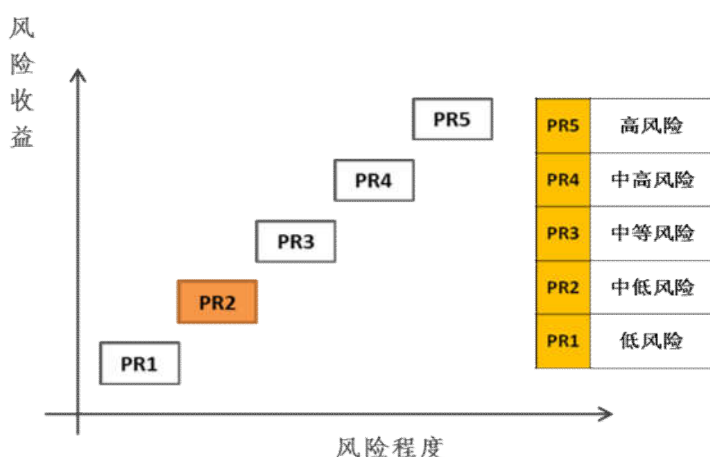 风险收益
PR5
PR4
PR3
PR2
PR1
风险程度
PR5 高风险
PR4 中高风险
PR3 中等风险
PR2 中低风险
PR1 低风险